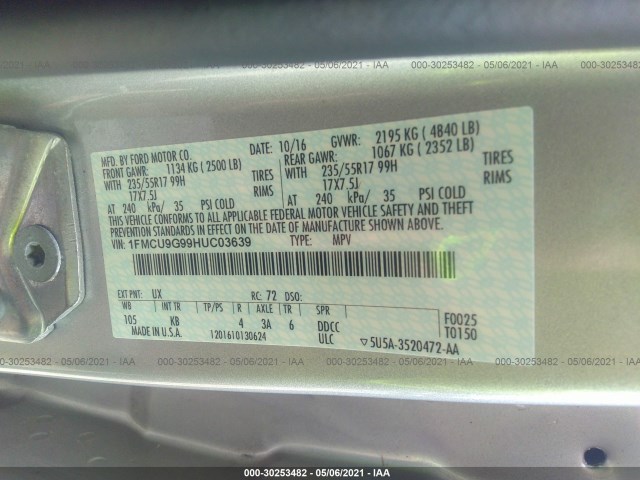 000-30253482 - 05/06/2021 - IAA
MFD. BY FORD MOTOR CO.
DATE: 10/16 GVWR: 2195 KG ( 4840 LB)
FRONT GAWR: 1134 KG ( 2500 LB) REAR GAWR: 1067 KG ( 2352 LB)
WITH 235/55R17 99H TIRES WITH 235/55R17 99H TIRES
17X7.5J RIMS 17X7.5J RIMS
AT 240 kPa/ 35 PSI COLD AT 240 kPa/ 35 PSI COLD
THIS VEHICLE CONFORMS TO ALL APPLICABLE FEDERAL MOTOR VEHICLE SAFETY AND THEFT
PREVENTION STANDARDS IN EFFECT ON THE DATE OF MANUFACTURE SHOWN ABOVE.
VIN: 1FMCU9G99HUC03639 TYPE: MPV
EXT PNT: UX RC: 72 DSO:
WB INT TR TP/PS R AXLE TR SPR
105 KB 4 3A 6 DDCC F0025
MADE IN U.S.A. 1201610130624 ULC T0150
5U5A-3520472-AA
000-30253482 - 05/06/2021 - IAA
000-30253482 - 05/06/2021 - IAA